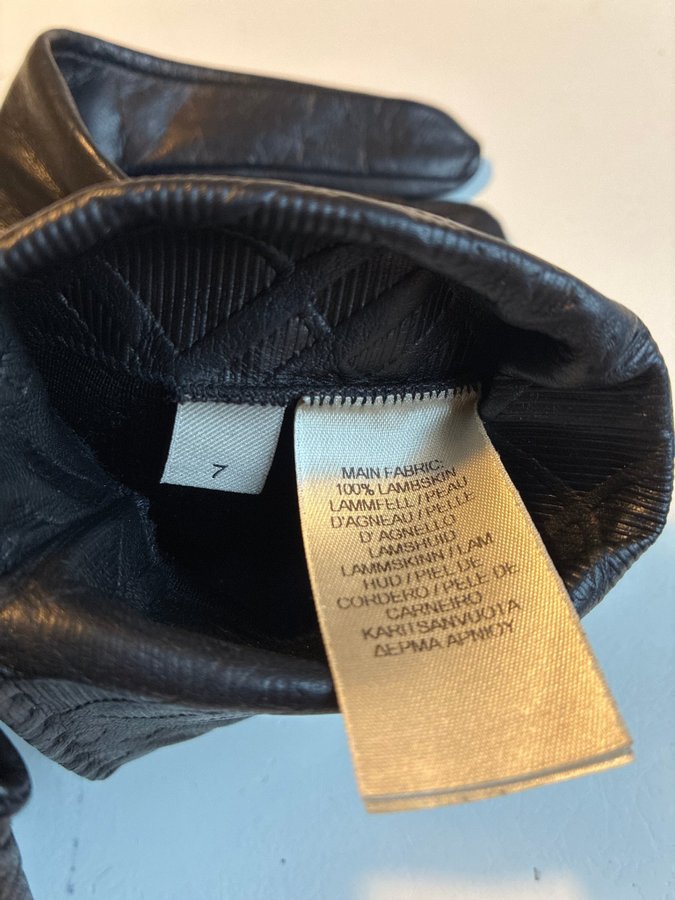 7
MAIN FABRIC:
100% LAMBSKIN
LAMMFELL / PEAU
D'AGNEAU / PELLE
D'AGNELLO
LAMSHUID
LAMMSKINN / LAM
HUD / PIEL DE
CORDERO / PELE DE
CARNEIRO
KARITSANVUOTA
ΔΕΡΜΑ ΑΡΝΙΟΥ